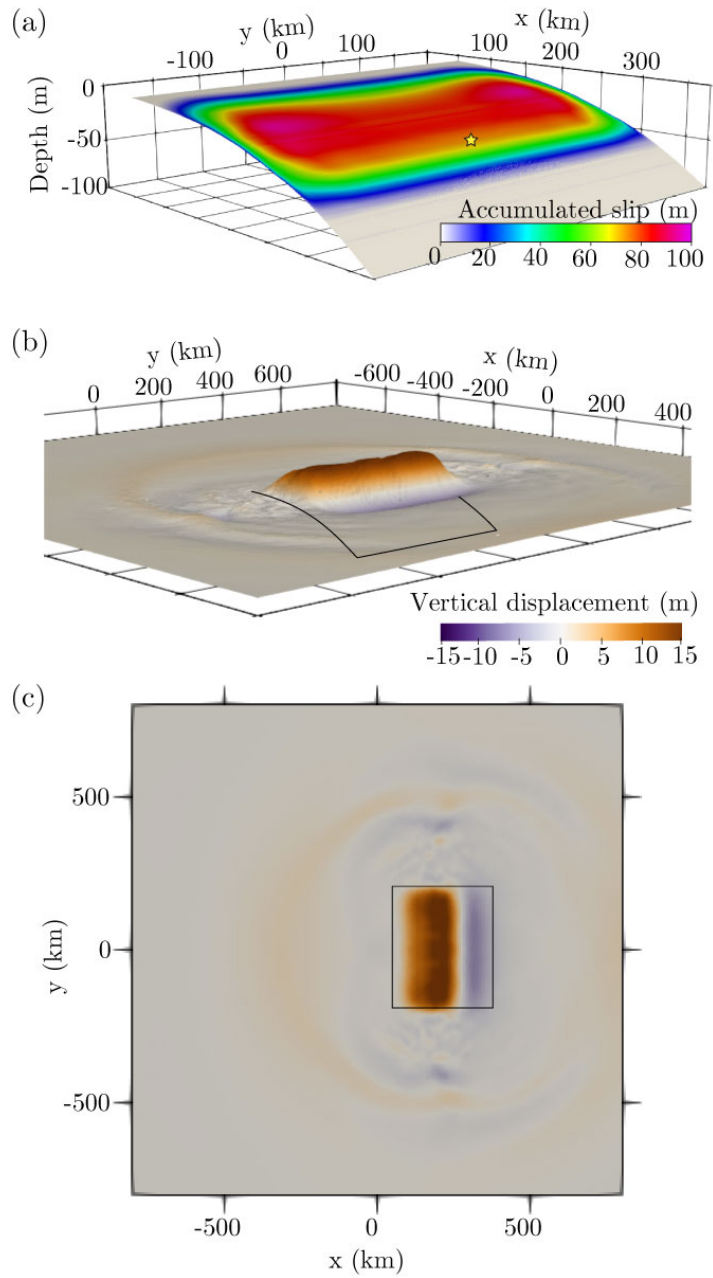 (a)
y (km)
x (km)
-100 0 100 100 200 300
Depth (m)
0
-50
-100
Accumulated slip (m)
0 20 40 60 80 100
(b)
y (km)
x (km)
0 200 400 600 -600 -400 -200 0 200 400
Vertical displacement (m)
-15 -10 -5 0 5 10 15
(c)
500
0
-500
y (km)
-500 0 500
x (km)